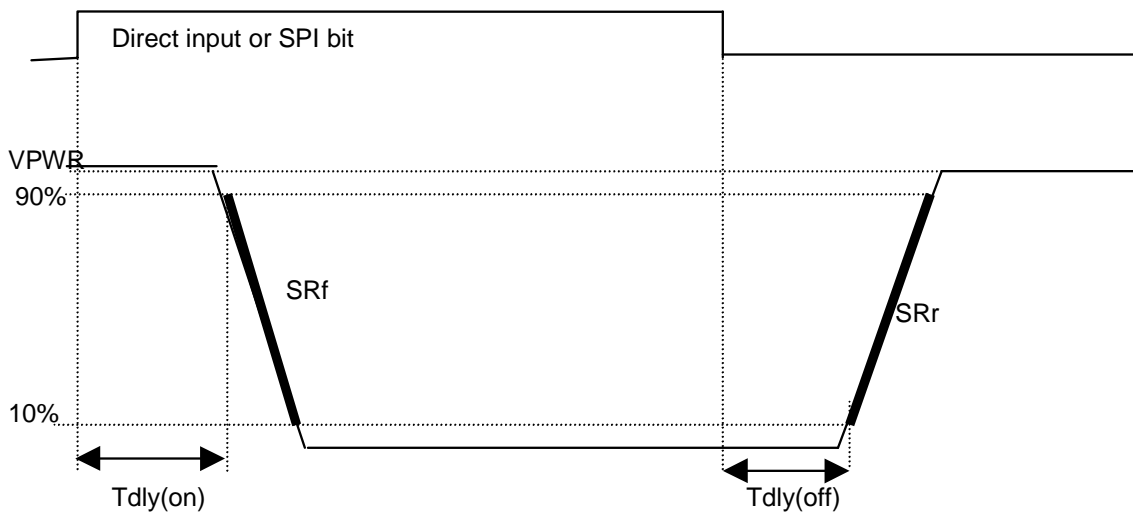 Direct input or SPI bit
VPWR
90%
SRf
SRr
10%
Tdly(on)
Tdly(off)